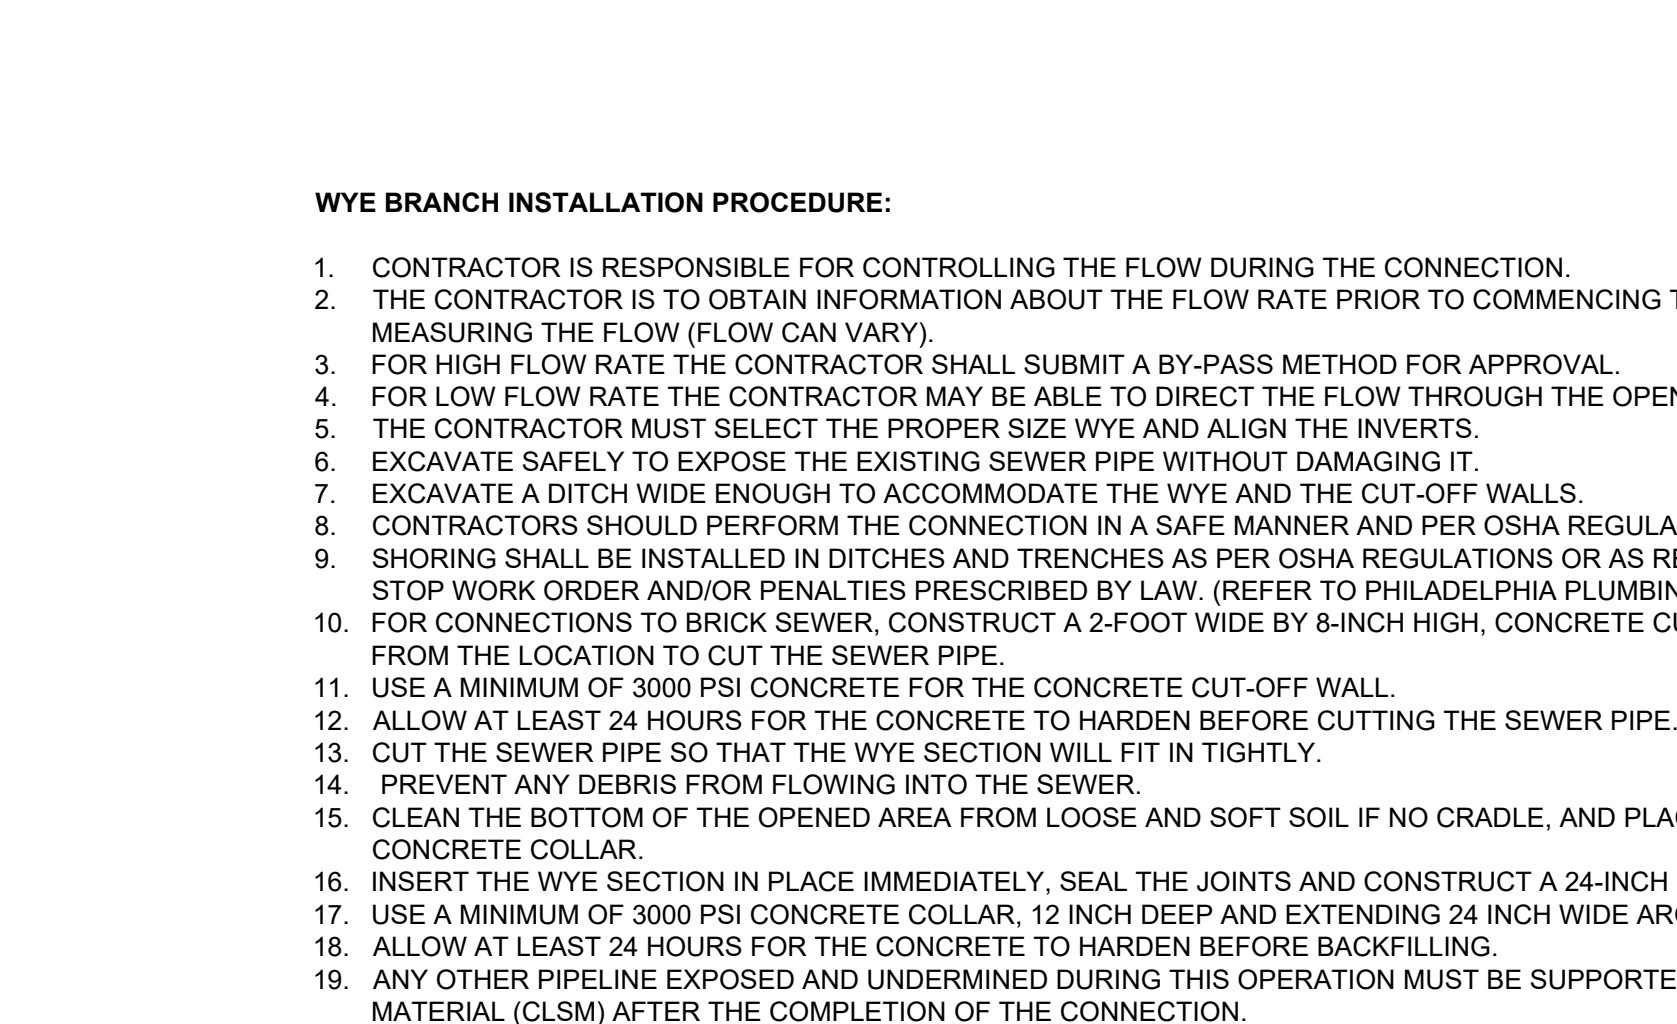 WYE BRANCH INSTALLATION PROCEDURE:
1. CONTRACTOR IS RESPONSIBLE FOR CONTROLLING THE FLOW DURING THE CONNECTION.
2. THE CONTRACTOR IS TO OBTAIN INFORMATION ABOUT THE FLOW RATE PRIOR TO COMMENCING
MEASURING THE FLOW (FLOW CAN VARY).
3. FOR HIGH FLOW RATE THE CONTRACTOR SHALL SUBMIT A BY-PASS METHOD FOR APPROVAL.
4. FOR LOW FLOW RATE THE CONTRACTOR MAY BE ABLE TO DIRECT THE FLOW THROUGH THE OPEN
5. THE CONTRACTOR MUST SELECT THE PROPER SIZE WYE AND ALIGN THE INVERTS.
6. EXCAVATE SAFELY TO EXPOSE THE EXISTING SEWER PIPE WITHOUT DAMAGING IT.
7. EXCAVATE A DITCH WIDE ENOUGH TO ACCOMMODATE THE WYE AND THE CUT-OFF WALLS.
8. CONTRACTORS SHOULD PERFORM THE CONNECTION IN A SAFE MANNER AND PER OSHA REGULA
9. SHORING SHALL BE INSTALLED IN DITCHES AND TRENCHES AS PER OSHA REGULATIONS OR AS RE
STOP WORK ORDER AND/OR PENALTIES PRESCRIBED BY LAW. (REFER TO PHILADELPHIA PLUMBIN
10. FOR CONNECTIONS TO BRICK SEWER, CONSTRUCT A 2-FOOT WIDE BY 8-INCH HIGH, CONCRETE CU
FROM THE LOCATION TO CUT THE SEWER PIPE.
11. USE A MINIMUM OF 3000 PSI CONCRETE FOR THE CONCRETE CUT-OFF WALL.
12. ALLOW AT LEAST 24 HOURS FOR THE CONCRETE TO HARDEN BEFORE CUTTING THE SEWER PIPE.
13. CUT THE SEWER PIPE SO THAT THE WYE SECTION WILL FIT IN TIGHTLY.
14. PREVENT ANY DEBRIS FROM FLOWING INTO THE SEWER.
15. CLEAN THE BOTTOM OF THE OPENED AREA FROM LOOSE AND SOFT SOIL IF NO CRADLE, AND PLAC
CONCRETE COLLAR.
16. INSERT THE WYE SECTION IN PLACE IMMEDIATELY, SEAL THE JOINTS AND CONSTRUCT A 24-INCH
17. USE A MINIMUM OF 3000 PSI CONCRETE COLLAR, 12 INCH DEEP AND EXTENDING 24 INCH WIDE ARO
18. ALLOW AT LEAST 24 HOURS FOR THE CONCRETE TO HARDEN BEFORE BACKFILLING.
19. ANY OTHER PIPELINE EXPOSED AND UNDERMINED DURING THIS OPERATION MUST BE SUPPORTE
MATERIAL (CLSM) AFTER THE COMPLETION OF THE CONNECTION.